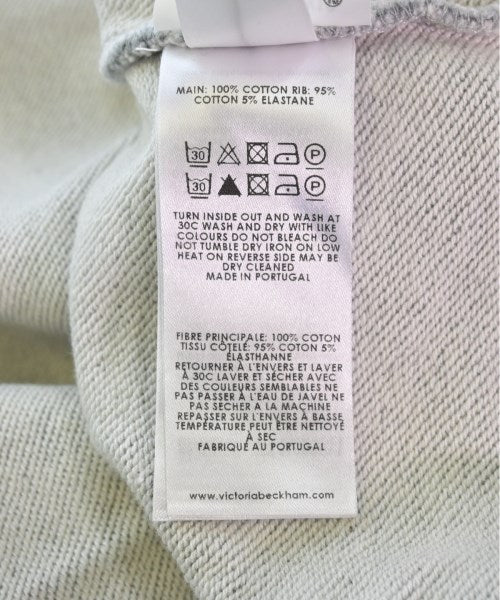 MAIN: 100% COTTON RIB: 95%
COTTON 5% ELASTANE
30 P
30 P
TURN INSIDE OUT AND WASH AT
30C WASH AND DRY WITH LIKE
COLOURS DO NOT BLEACH DO
NOT TUMBLE DRY IRON ON LOW
HEAT ON REVERSE SIDE MAY BE
DRY CLEANED
MADE IN PORTUGAL
FIBRE PRINCIPALE: 100% COTON
TISSU CÔTELÉ: 95% COTON 5%
ÉLASTHANNE
RETOURNER À L'ENVERS ET LAVER
À 30C LAVER ET SÉCHER AVEC
DES COULEURS SEMBLABLES NE
PAS PASSER À L'EAU DE JAVEL NE
PAS SECHER A LA MACHINE
REPASSER SUR L'ENVERS À BASSE
TEMPÉRATURE PEUT ÊTRE NETTOYÉ
À SEC
FABRIQUÉ AU PORTUGAL
www.victoriabeckham.com